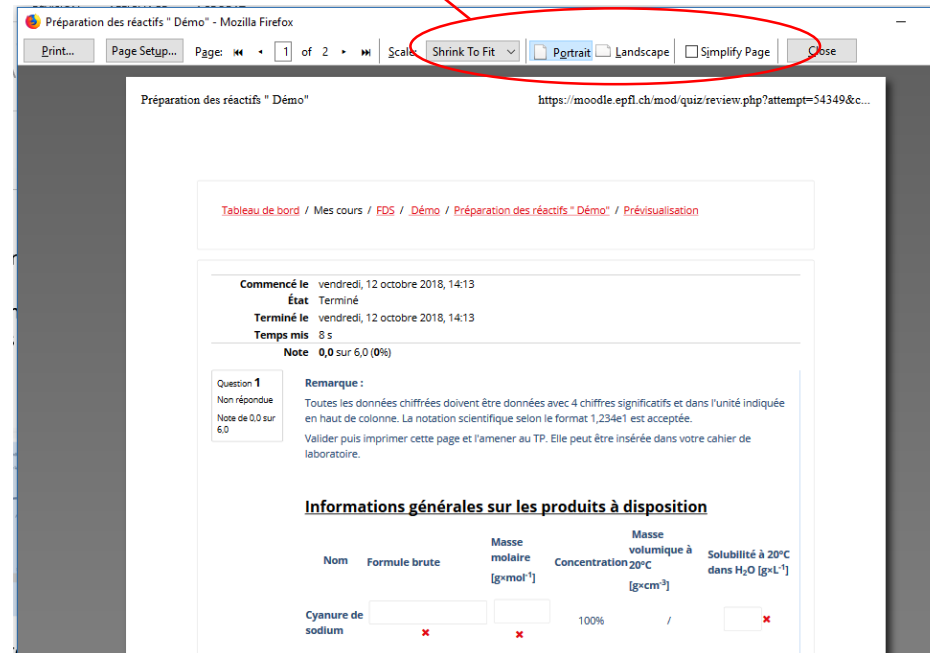 Préparation des réactifs " Démo" - Mozilla Firefox
Print... Page Setup... Page: 1 of 2 Scale: Shrink To Fit Portrait Landscape Simplify Page Close
Préparation des réactifs " Démo" https://moodle.epfl.ch/mod/quiz/review.php?attempt=54349&c...
Tableau de bord / Mes cours / FDS / Démo / Préparation des réactifs " Démo" / Prévisualisation
Commencé le vendredi, 12 octobre 2018, 14:13
État Terminé
Terminé le vendredi, 12 octobre 2018, 14:13
Temps mis 8 s
Note 0,0 sur 6,0 (0%)
Question 1
Non répondue
Note de 0,0 sur
6,0
Remarque :
Toutes les données chiffrées doivent être données avec 4 chiffres significatifs et dans l'unité indiquée
en haut de colonne. La notation scientifique selon le format 1,234e1 est acceptée.
Valider puis imprimer cette page et l'amener au TP. Elle peut être insérée dans votre cahier de
laboratoire.
Informations générales sur les produits à disposition
Nom
Formule brute
Masse
molaire
[g×mol⁻¹]
Concentration
Masse
volumique à
20°C
[g×cm⁻³]
Solubilité à 20°C
dans H₂O [g×L⁻¹]
Cyanure de
sodium
100% /